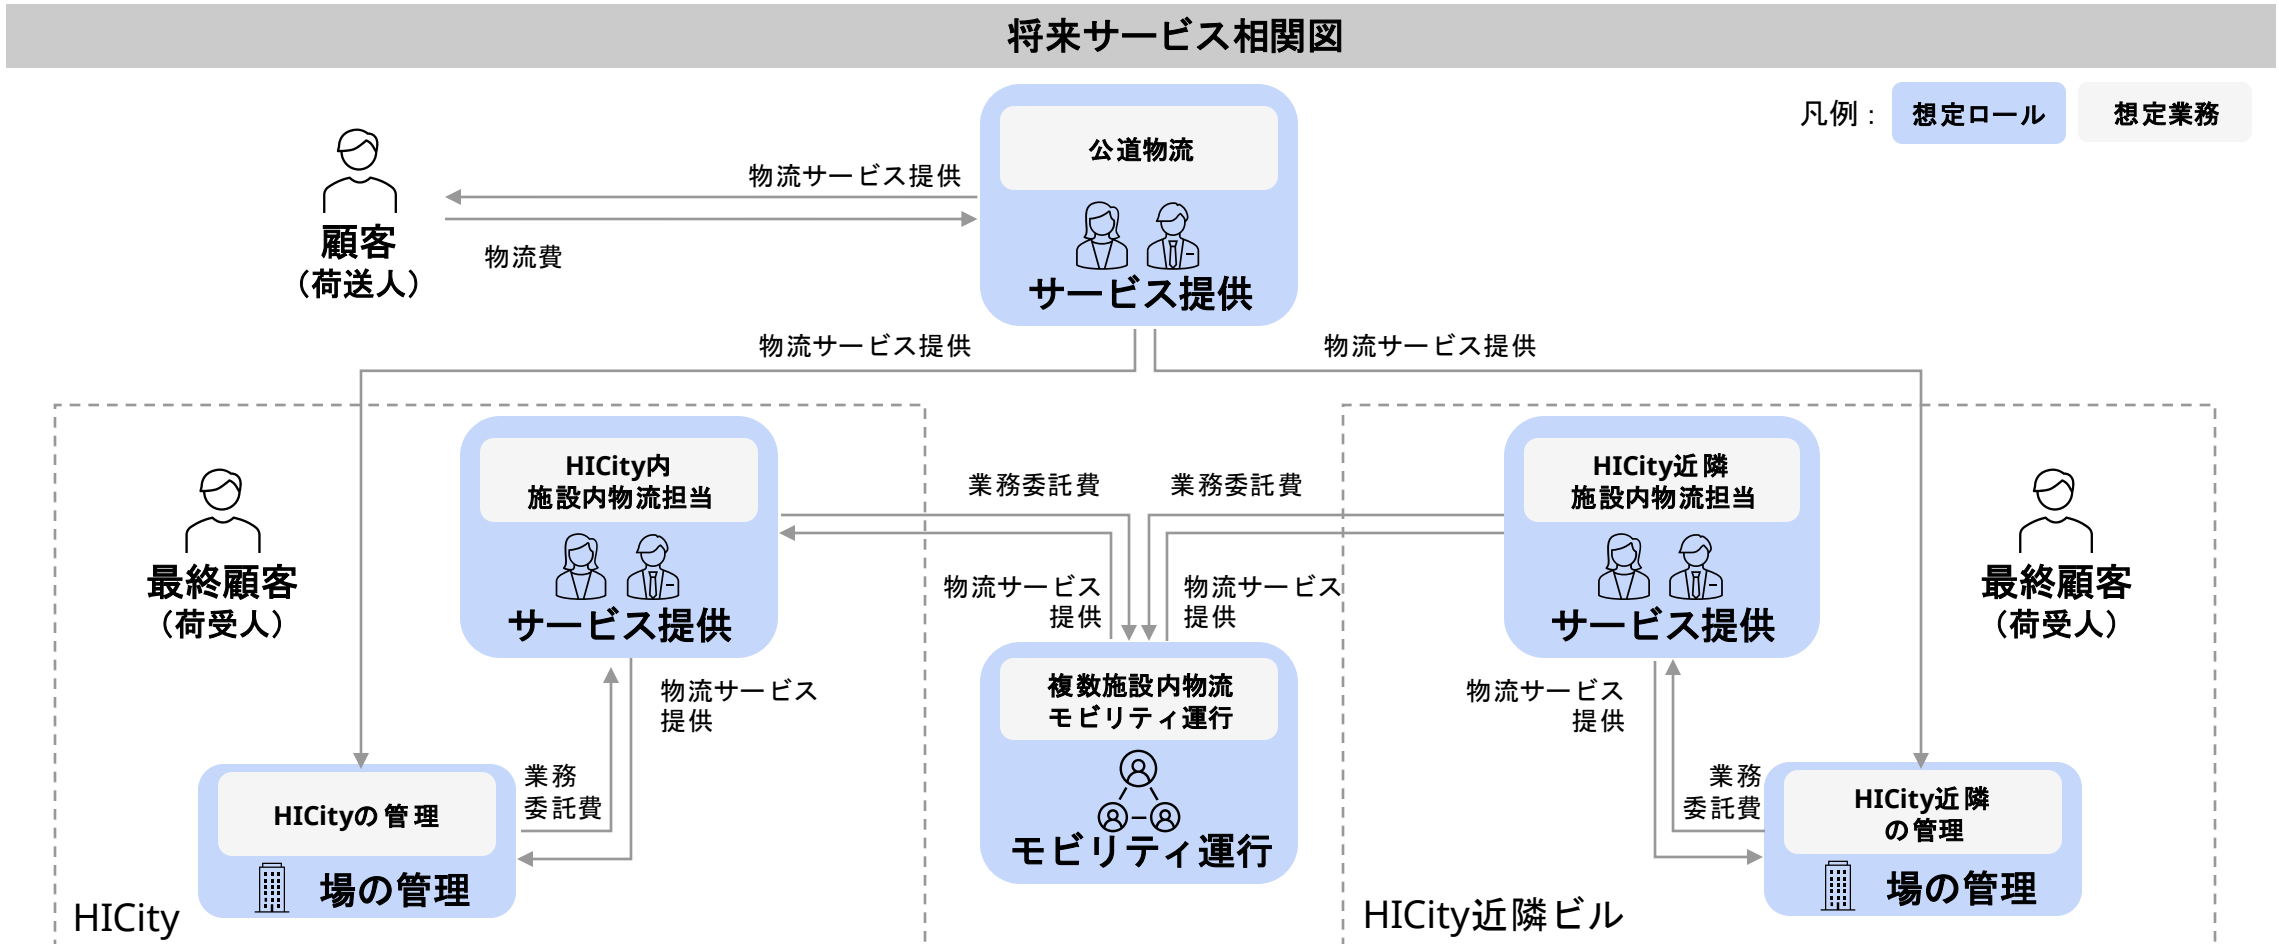 将来サービス相関図
凡例：
想定ロール
想定業務
公道物流
サービス提供
顧客
（荷送人）
物流サービス提供
物流費
物流サービス提供
物流サービス提供
HICity内
施設内物流担当
サービス提供
最終顧客
（荷受人）
業務委託費
業務委託費
物流サービス
提供
物流サービス
提供
HICity近隣
施設内物流担当
サービス提供
最終顧客
（荷受人）
物流サービス
提供
業務
委託費
複数施設内物流
モビリティ運行
モビリティ運行
物流サービス
提供
業務
委託費
HICityの管理
場の管理
HICity
HICity近隣
の管理
場の管理
HICity近隣ビル